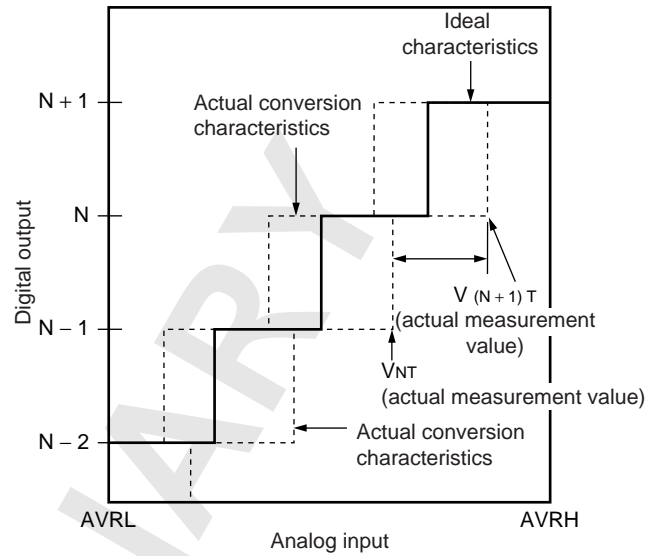 Ideal
characteristics
N + 1
Actual conversion
characteristics
N
Digital output
V (N + 1) T
(actual measurement
value)
N – 1
VNT
(actual measurement value)
N – 2
Actual conversion
characteristics
AVRL
AVRH
Analog input
IARY